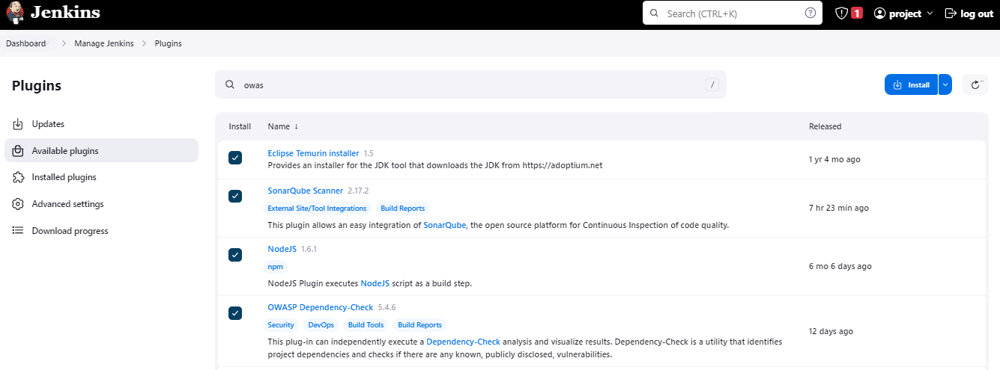 Jenkins
Search (CTRL+K)
1
project
log out
Dashboard > Manage Jenkins > Plugins
Plugins
owas
/
Install
Updates
Available plugins
Installed plugins
Advanced settings
Download progress
Install Name ↓ Released
Eclipse Temurin installer 1.5
Provides an installer for the JDK tool that downloads the JDK from https://adoptium.net
1 yr 4 mo ago
SonarQube Scanner 2.17.2
External Site/Tool Integrations Build Reports
This plugin allows an easy integration of SonarQube, the open source platform for Continuous Inspection of code quality.
7 hr 23 min ago
NodeJS 1.6.1
npm
NodeJS Plugin executes NodeJS script as a build step.
6 mo 6 days ago
OWASP Dependency-Check 5.4.6
Security DevOps Build Tools Build Reports
This plug-in can independently execute a Dependency-Check analysis and visualize results. Dependency-Check is a utility that identifies
project dependencies and checks if there are any known, publicly disclosed, vulnerabilities.
12 days ago